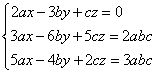 2ax − 3by + cz = 0
3ax − 6by + 5cz = 2abc
5ax − 4by + 2cz = 3abc